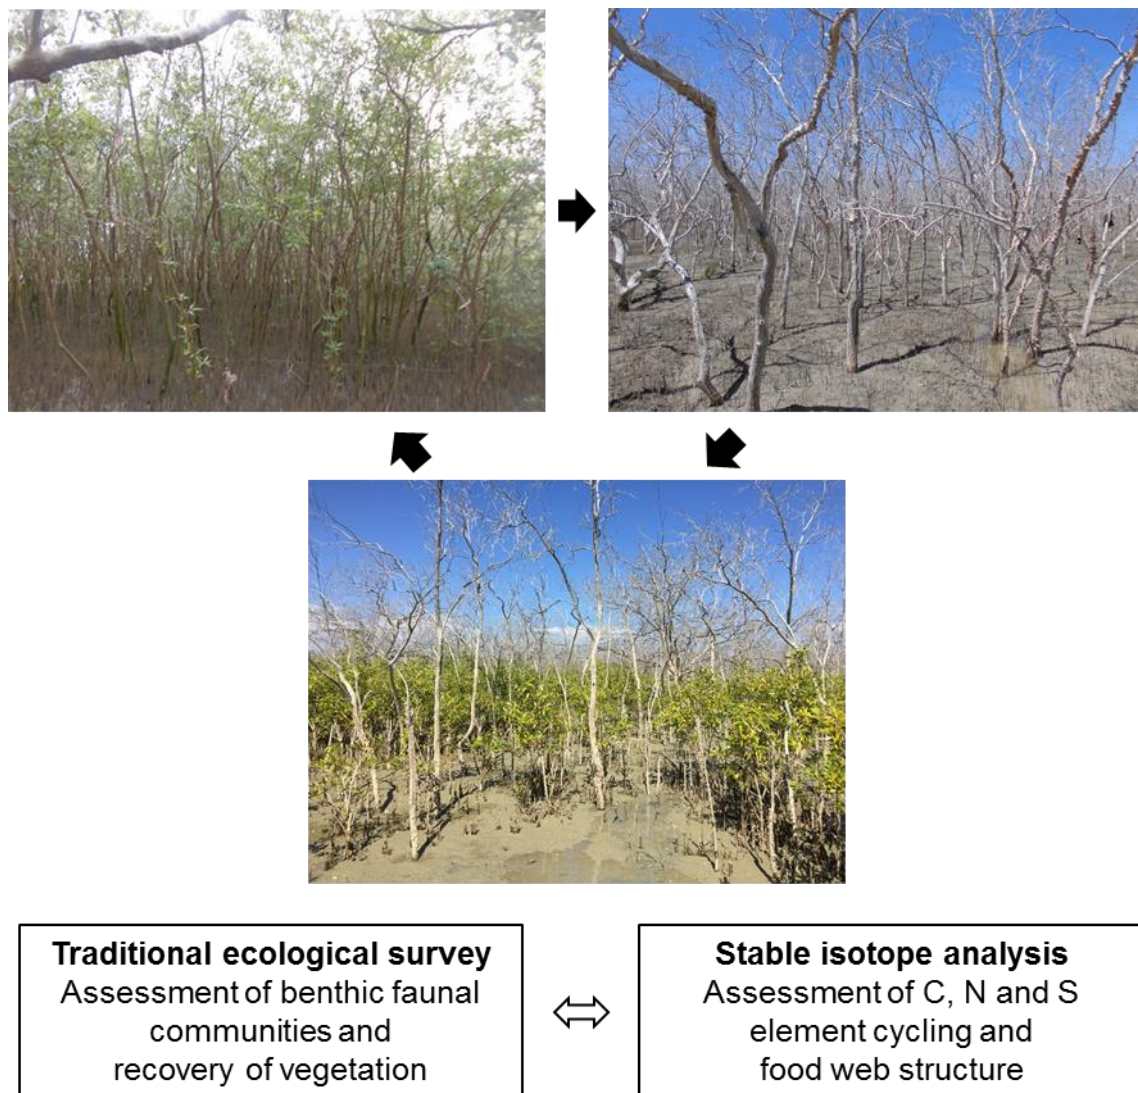 Traditional ecological survey
Assessment of benthic faunal
communities and
recovery of vegetation
Stable isotope analysis
Assessment of C, N and S
element cycling and
food web structure